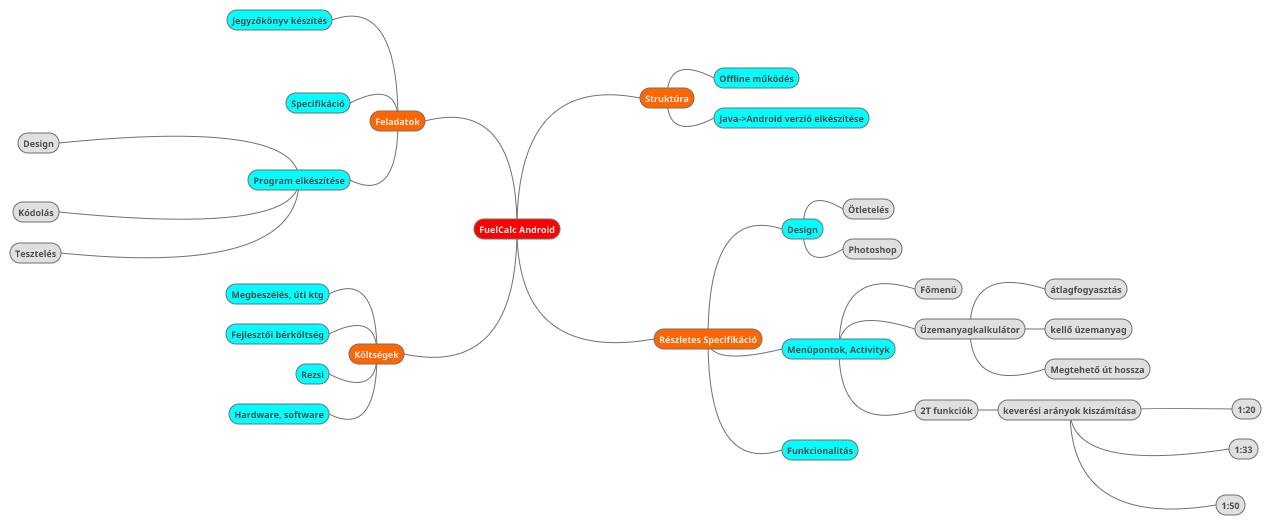 FuelCalc Android
Feladatok
Jegyzőkönyv készítés
Specifikáció
Program elkészítése
Design
Kódolás
Tesztelés
Költségek
Megbeszélés, úti ktg
Fejlesztői bérköltség
Rezsi
Hardware, software
Struktúra
Offline működés
Java->Android verzió elkészítése
Részletes Specifikáció
Design
Ötletelés
Photoshop
Menüpontok, Activityk
Főmenü
Üzemanyagkalkulátor
átlagfogyasztás
kellő üzemanyag
Megtehető út hossza
2T funkciók
keverési arányok kiszámítása
1:20
1:33
1:50
Funkcionalitás